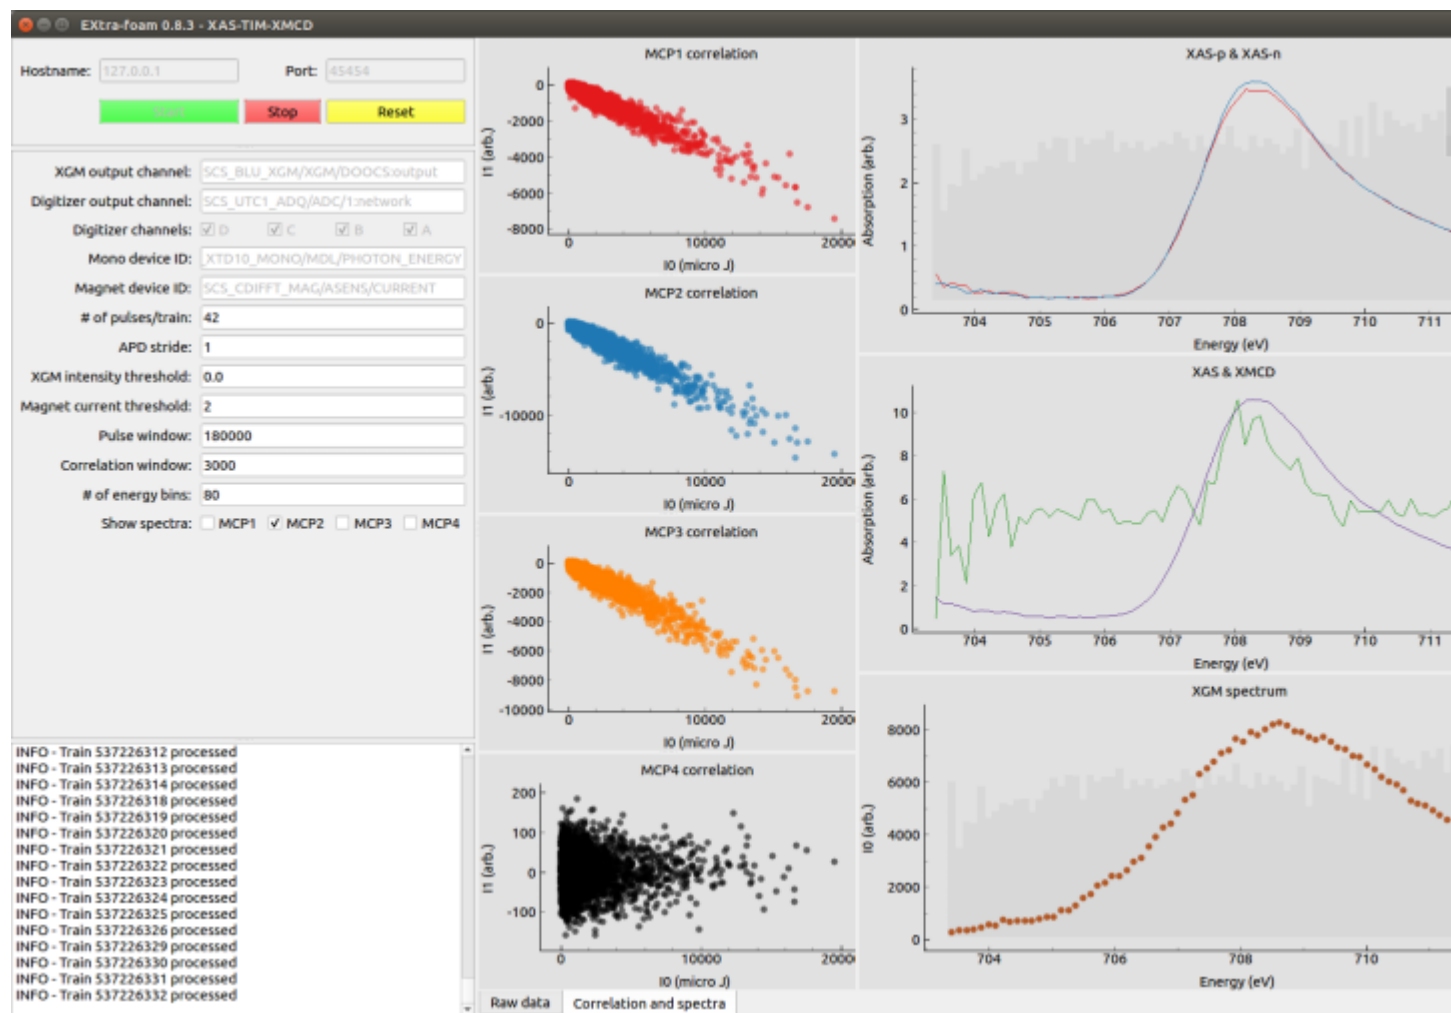 EXtra-foam 0.8.3 - XAS-TIM-XMCD
Hostname: 127.0.0.1 Port: 45454
Stop Reset
XGM output channel: SCS_BLU_XGM/XGM/DOOCS:output
Digitizer output channel: SCS_UTC1_ADQ/ADC/1:network
Digitizer channels: D C B A
Mono device ID: _XTD10_MONO/MDL/PHOTON_ENERGY
Magnet device ID: SCS_CDIFFT_MAG/ASENS/CURRENT
# of pulses/train: 42
APD stride: 1
XGM intensity threshold: 0.0
Magnet current threshold: 2
Pulse window: 180000
Correlation window: 3000
# of energy bins: 80
Show spectra: MCP1 MCP2 MCP3 MCP4
INFO - Train 537226312 processed
INFO - Train 537226313 processed
INFO - Train 537226314 processed
INFO - Train 537226318 processed
INFO - Train 537226319 processed
INFO - Train 537226320 processed
INFO - Train 537226321 processed
INFO - Train 537226322 processed
INFO - Train 537226323 processed
INFO - Train 537226324 processed
INFO - Train 537226325 processed
INFO - Train 537226326 processed
INFO - Train 537226329 processed
INFO - Train 537226330 processed
INFO - Train 537226331 processed
INFO - Train 537226332 processed
MCP1 correlation
I1 (arb.)
0
-2000
-4000
-6000
-8000
0 10000 20000
I0 (micro J)
MCP2 correlation
I1 (arb.)
0
-10000
0 10000 20000
I0 (micro J)
MCP3 correlation
I1 (arb.)
0
-2000
-4000
-6000
-8000
-10000
0 10000 20000
I0 (micro J)
MCP4 correlation
I1 (arb.)
200
100
0
-100
0 10000 20000
I0 (micro J)
Raw data Correlation and spectra
XAS-p & XAS-n
Absorption (arb.)
3
2
1
0
704 705 706 707 708 709 710 711
Energy (eV)
XAS & XMCD
Absorption (arb.)
10
8
6
4
2
0
704 705 706 707 708 709 710 711
Energy (eV)
XGM spectrum
I0 (arb.)
8000
6000
4000
2000
0
704 706 708 710
Energy (eV)